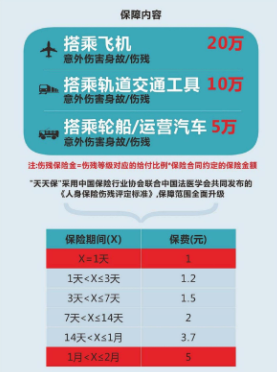 保障内容
搭乘飞机 20万
意外伤害身故/伤残
搭乘轨道交通工具 10万
意外伤害身故/伤残
搭乘轮船/运营汽车 5万
意外伤害身故/伤残
注:伤残保险金=伤残等级对应的给付比例*保险合同约定的保险金额
"天天保"采用中国保险行业协会联合中国法医学会共同发布的
《人身保险伤残评定标准》,保障范围全面升级
保险期间(X) 保费(元)
X=1天 1
1天<X≤3天 1.2
3天<X≤7天 1.5
7天<X≤14天 2
14天<X≤1月 3.7
1月<X≤2月 5